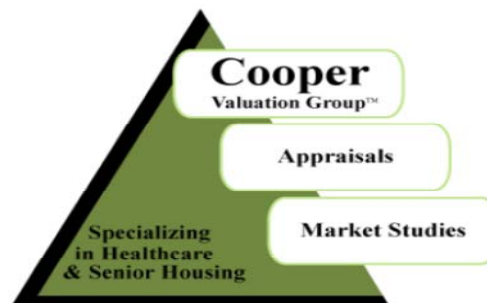 Cooper
Valuation Group™
Appraisals
Market Studies
Specializing
in Healthcare
& Senior Housing